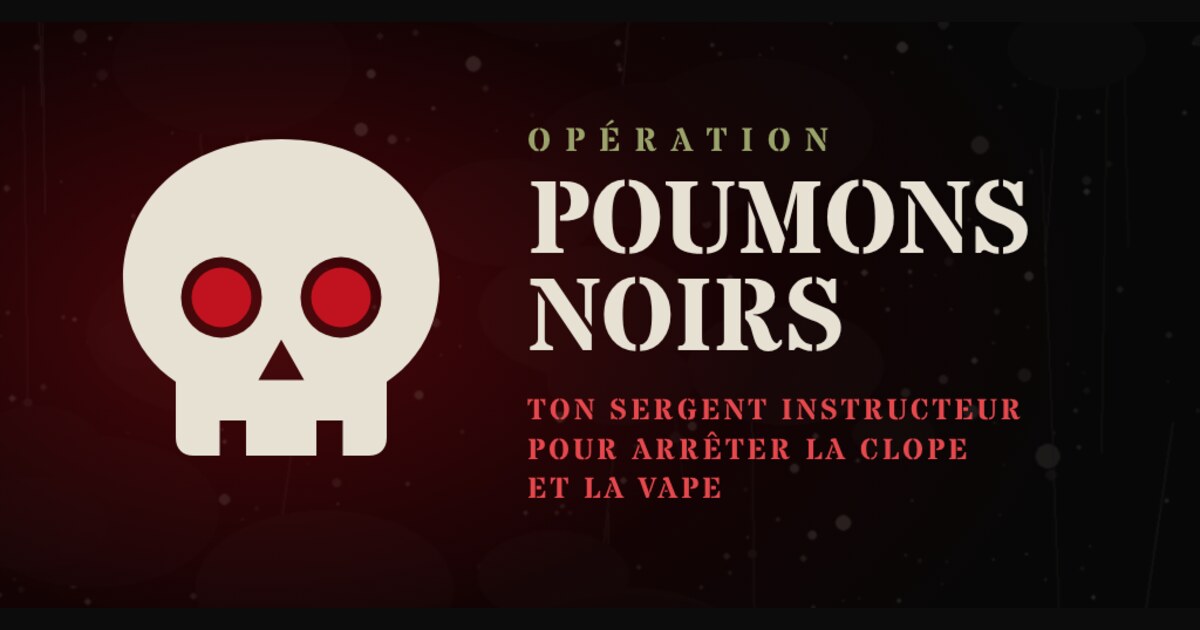 OPÉRATION
POUMONS
NOIRS
TON SERGENT INSTRUCTEUR
POUR ARRÊTER LA CLOPE
ET LA VAPE